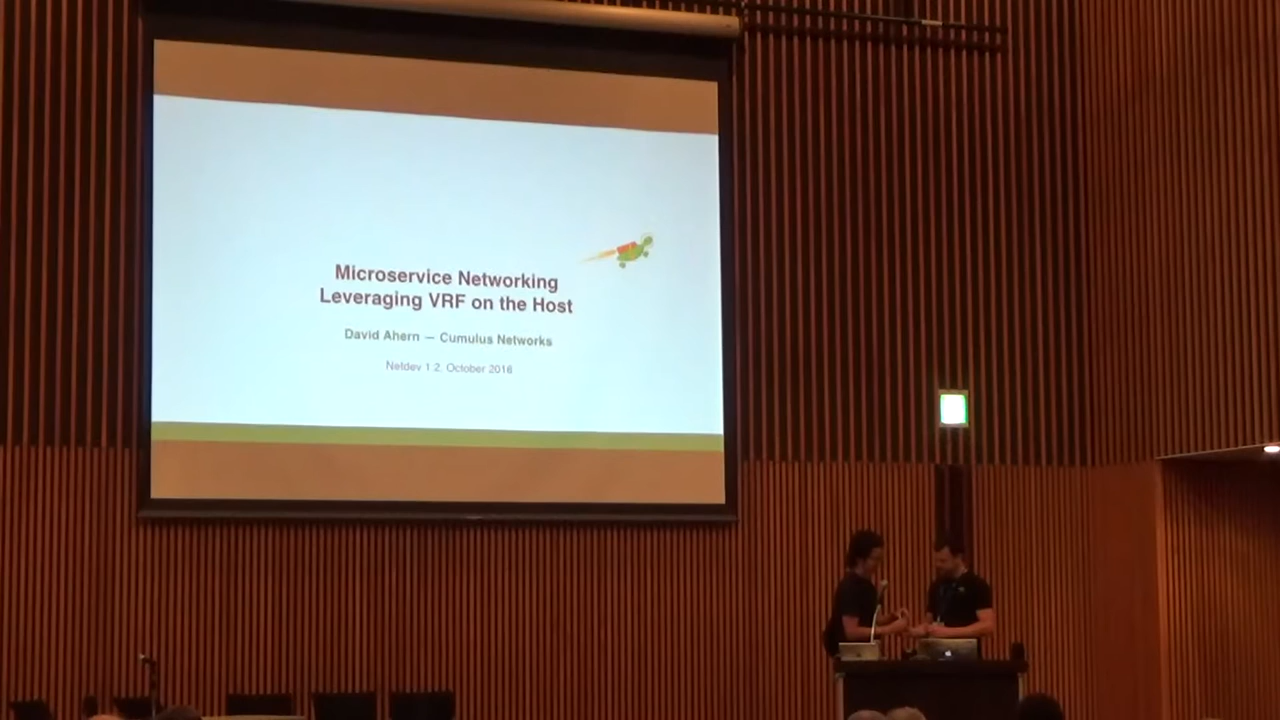 Microservice Networking
Leveraging VRF on the Host
David Ahern — Cumulus Networks
Netdev 1.2, October 2016